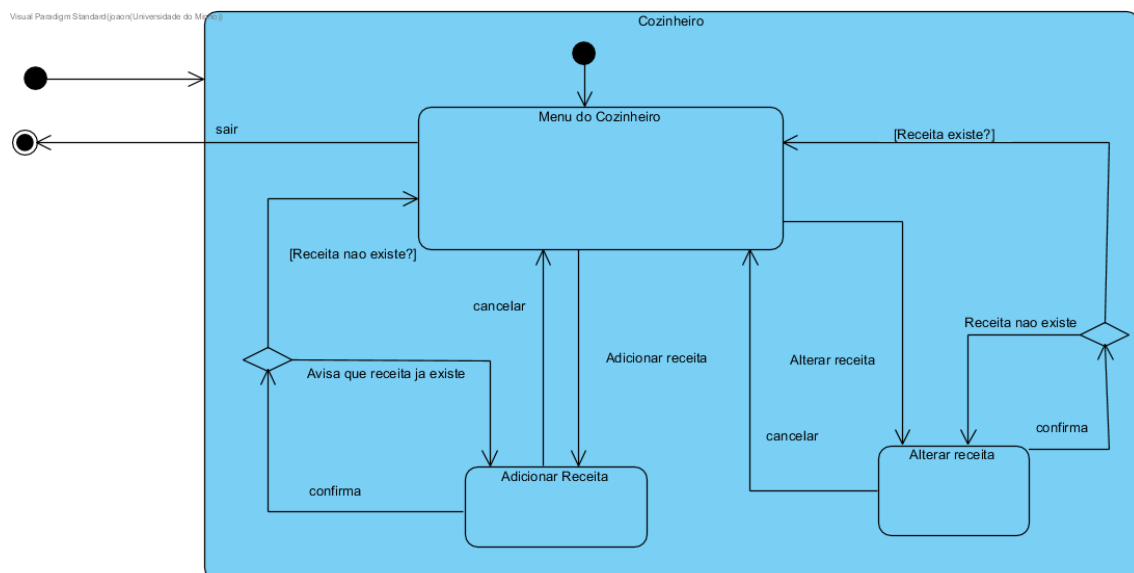 Visual Paradigm Standard(joaon(Universidade do Minho))
Cozinheiro
Menu do Cozinheiro
sair
[Receita existe?]
[Receita nao existe?]
cancelar
Receita nao existe
Adicionar receita
Alterar receita
Avisa que receita ja existe
confirma
cancelar
Alterar receita
Adicionar Receita
confirma